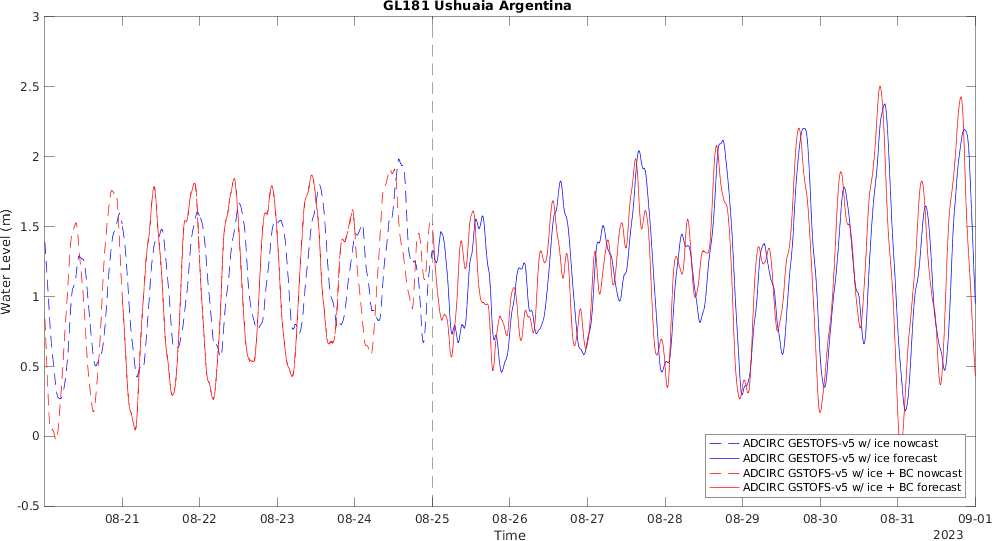 GL181 Ushuaia Argentina
3
2.5
2
1.5
1
0.5
0
-0.5
Water Level (m)
ADCIRC GESTOFS-v5 w/ ice nowcast
ADCIRC GESTOFS-v5 w/ ice forecast
ADCIRC GSTOFS-v5 w/ ice + BC nowcast
ADCIRC GSTOFS-v5 w/ ice + BC forecast
08-21 08-22 08-23 08-24 08-25 08-26 08-27 08-28 08-29 08-30 08-31 09-01
Time
2023